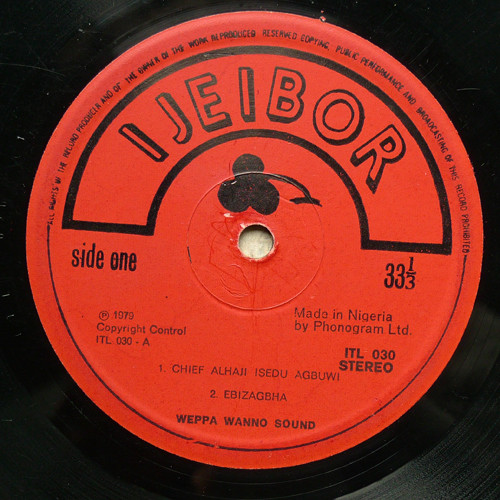 ALL RIGHTS OF THE RECORD PRODUCER AND OF THE OWNER OF THE WORK REPRODUCED RESERVED COPYING, PUBLIC PERFORMANCE AND BROADCASTING OF THIS RECORD PROHIBITED
IJEIBOR
side one
33 1/3
℗ 1979
Copyright Control
ITL 030 - A
Made in Nigeria
by Phonogram Ltd.
ITL 030
STEREO
1. CHIEF ALHAJI ISEDU AGBUWI
2. EBIZAGBHA
WEPPA WANNO SOUND